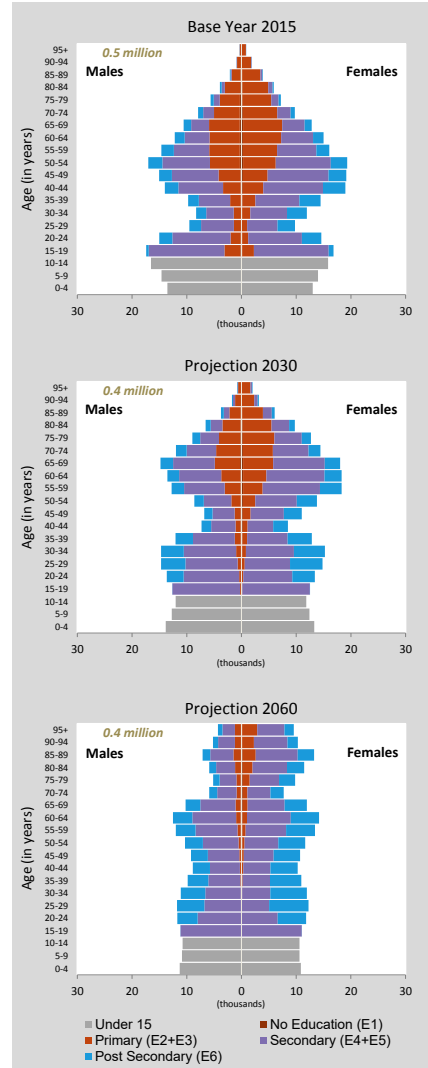 Base Year 2015
0.5 million
Males
Females
Age (in years)
95+
90-94
85-89
80-84
75-79
70-74
65-69
60-64
55-59
50-54
45-49
40-44
35-39
30-34
25-29
20-24
15-19
10-14
5-9
0-4
30 20 10 0 10 20 30
(thousands)
Projection 2030
0.4 million
Males
Females
Age (in years)
95+
90-94
85-89
80-84
75-79
70-74
65-69
60-64
55-59
50-54
45-49
40-44
35-39
30-34
25-29
20-24
15-19
10-14
5-9
0-4
30 20 10 0 10 20 30
(thousands)
Projection 2060
0.4 million
Males
Females
Age (in years)
95+
90-94
85-89
80-84
75-79
70-74
65-69
60-64
55-59
50-54
45-49
40-44
35-39
30-34
25-29
20-24
15-19
10-14
5-9
0-4
30 20 10 0 10 20 30
(thousands)
Under 15 No Education (E1)
Primary (E2+E3) Secondary (E4+E5)
Post Secondary (E6)